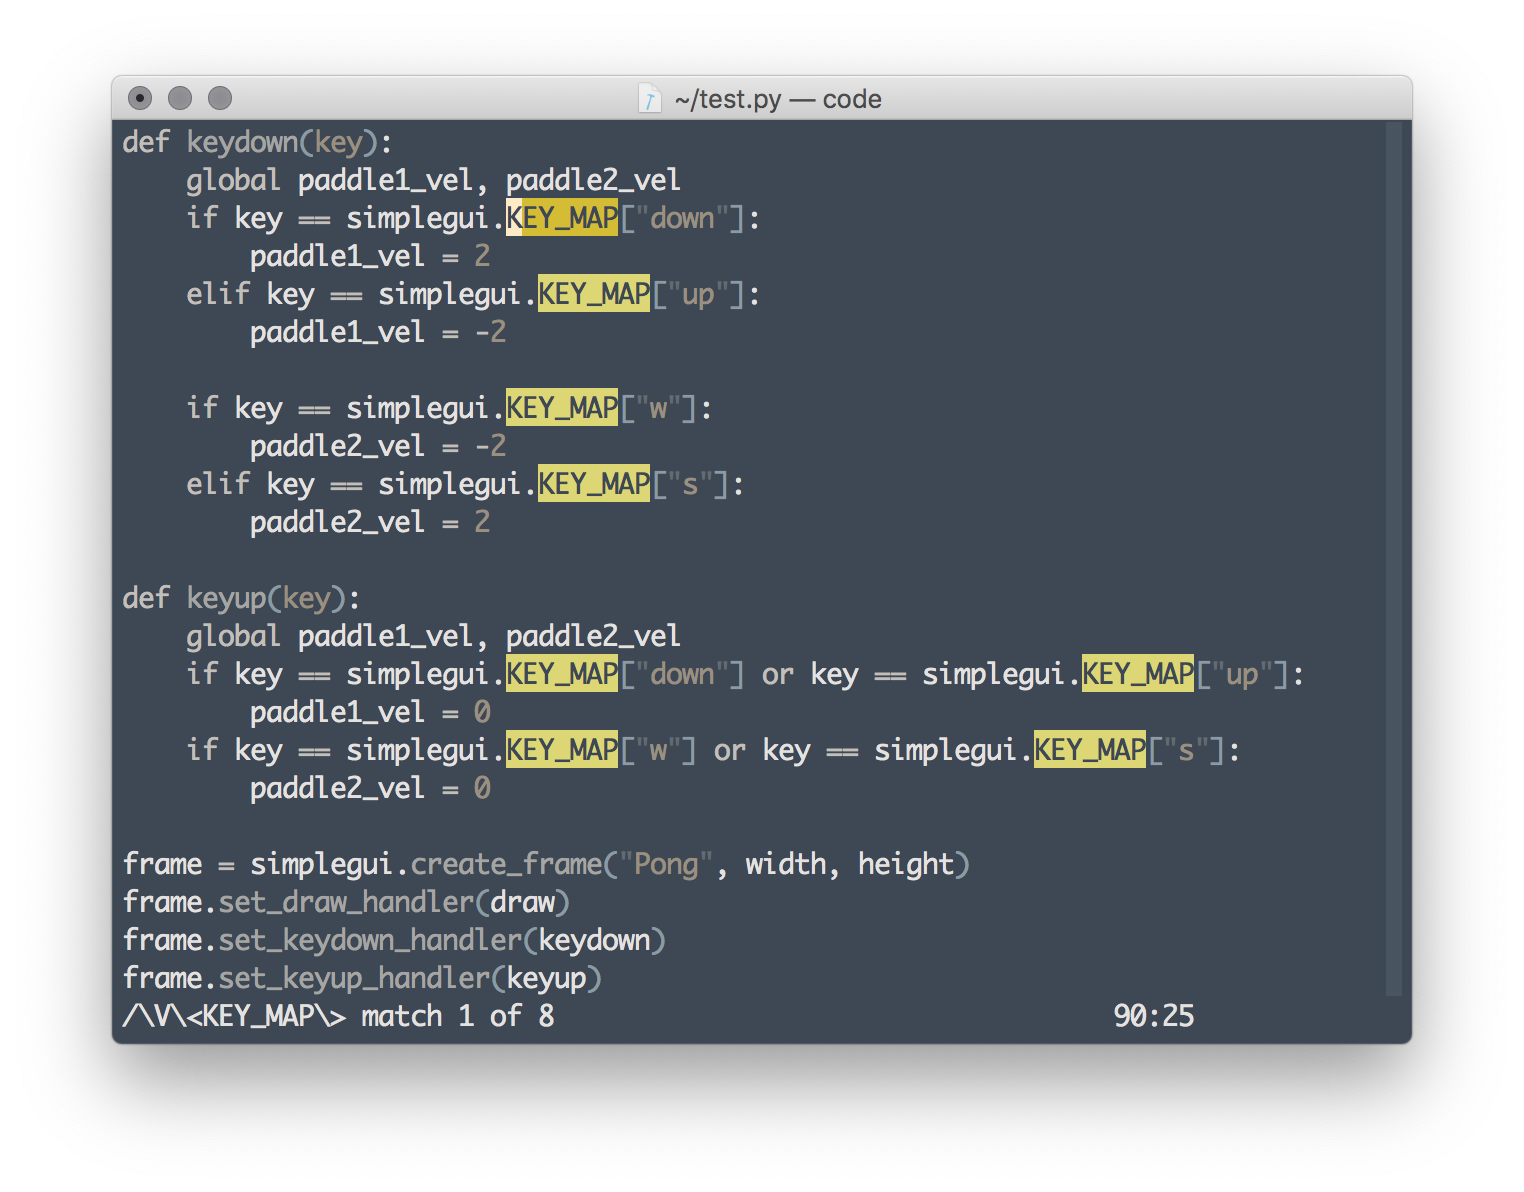 ~/test.py — code
def keydown(key):
    global paddle1_vel, paddle2_vel
    if key == simplegui.KEY_MAP["down"]:
        paddle1_vel = 2
    elif key == simplegui.KEY_MAP["up"]:
        paddle1_vel = -2
    if key == simplegui.KEY_MAP["w"]:
        paddle2_vel = -2
    elif key == simplegui.KEY_MAP["s"]:
        paddle2_vel = 2
def keyup(key):
    global paddle1_vel, paddle2_vel
    if key == simplegui.KEY_MAP["down"] or key == simplegui.KEY_MAP["up"]:
        paddle1_vel = 0
    if key == simplegui.KEY_MAP["w"] or key == simplegui.KEY_MAP["s"]:
        paddle2_vel = 0
frame = simplegui.create_frame("Pong", width, height)
frame.set_draw_handler(draw)
frame.set_keydown_handler(keydown)
frame.set_keyup_handler(keyup)
/\V\<KEY_MAP\> match 1 of 8 90:25